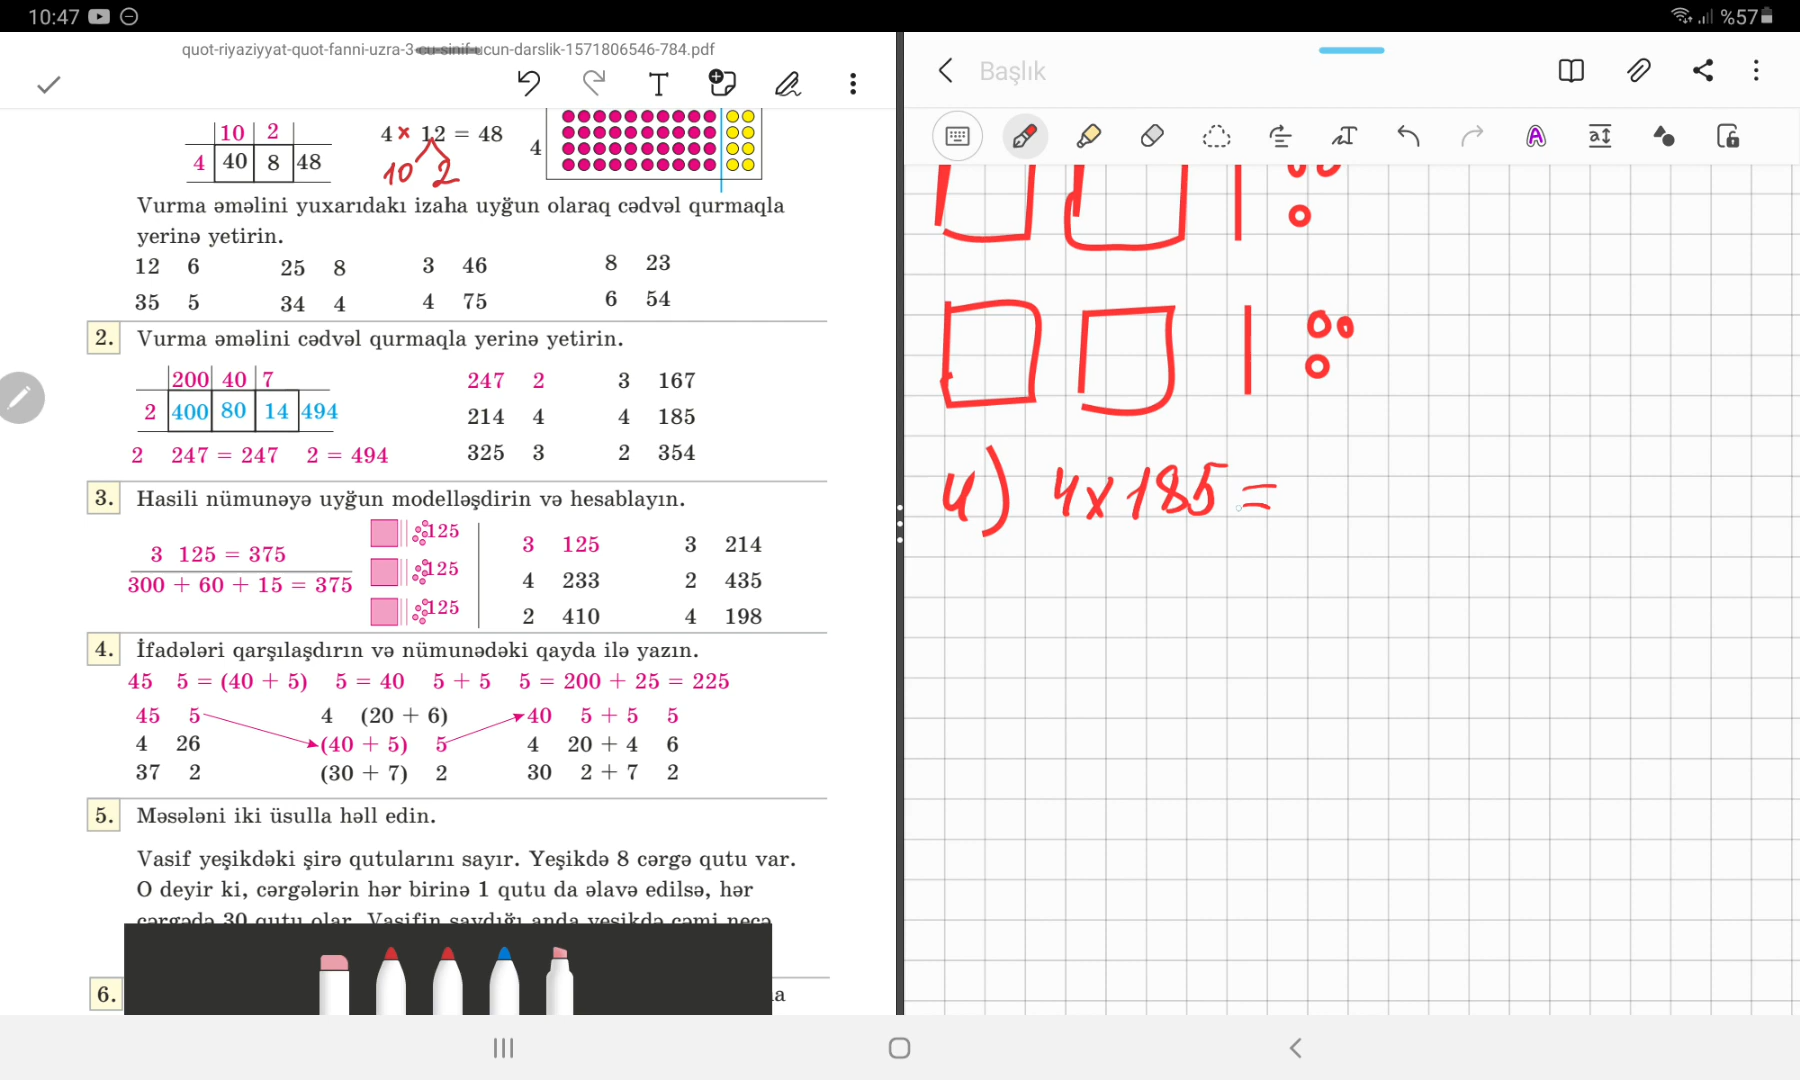 10:47
%57
quot-riyaziyyat-quot-fanni-uzra-3-cu-sinif-ucun-darslik-1571806546-784.pdf
T
10 2
4 40 8 48
4 × 12 = 48
10 2
4
Vurma əməlini yuxarıdakı izaha uyğun olaraq cədvəl qurmaqla
yerinə yetirin.
12 6 25 8 3 46 8 23
35 5 34 4 4 75 6 54
2. Vurma əməlini cədvəl qurmaqla yerinə yetirin.
200 40 7
2 400 80 14 494
2 247 = 247 2 = 494
247 2 3 167
214 4 4 185
325 3 2 354
3. Hasili nümunəyə uyğun modelləşdirin və hesablayın.
3 125 = 375
300 + 60 + 15 = 375
125
125
125
3 125 3 214
4 233 2 435
2 410 4 198
4. İfadələri qarşılaşdırın və nümunədəki qayda ilə yazın.
45 5 = (40 + 5) 5 = 40 5 + 5 5 = 200 + 25 = 225
45 5 4 (20 + 6) 40 5 + 5 5
4 26 (40 + 5) 5 4 20 + 4 6
37 2 (30 + 7) 2 30 2 + 7 2
5. Məsələni iki üsulla həll edin.
Vasif yeşikdəki şirə qutularını sayır. Yeşikdə 8 cərgə qutu var.
O deyir ki, cərgələrin hər birinə 1 qutu da əlavə edilsə, hər
cərgədə 30 qutu olar. Vasifin saydığı anda yeşikdə cəmi neçə
6.
Başlık
4) 4x185=